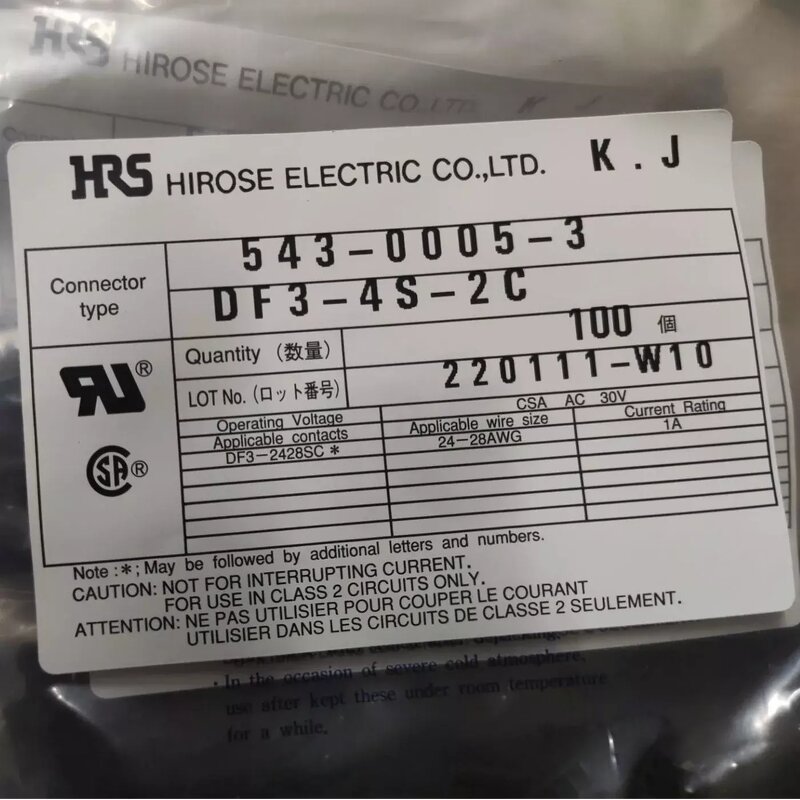 HRS HIROSE ELECTRIC CO.,LTD.
HRS HIROSE ELECTRIC CO.,LTD. K.J
Connector type
543-0005-3
DF3-4S-2C
Quantity (数量) 100 個
LOT No. (ロット番号) 220111-W10
Operating Voltage CSA AC 30V
Applicable contacts Applicable wire size Current Rating
DF3-2428SC * 24-28AWG 1A
Note :*; May be followed by additional letters and numbers.
CAUTION: NOT FOR INTERRUPTING CURRENT.
FOR USE IN CLASS 2 CIRCUITS ONLY.
ATTENTION: NE PAS UTILISIER POUR COUPER LE COURANT
UTILISIER DANS LES CIRCUITS DE CLASSE 2 SEULEMENT.
· In the occasion of severe cold atmosphere,
use after kept these under room temperature
for a while.